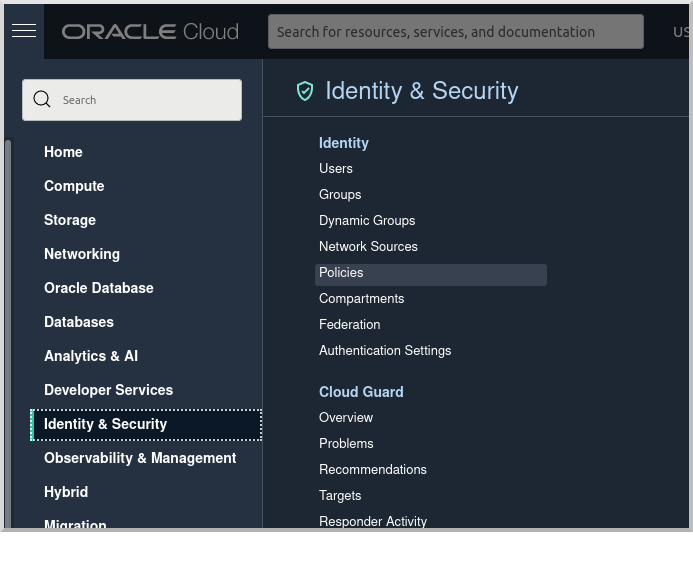 ORACLE Cloud
Search for resources, services, and documentation
US
Search
Home
Compute
Storage
Networking
Oracle Database
Databases
Analytics & AI
Developer Services
Identity & Security
Observability & Management
Hybrid
Migration
Identity & Security
Identity
Users
Groups
Dynamic Groups
Network Sources
Policies
Compartments
Federation
Authentication Settings
Cloud Guard
Overview
Problems
Recommendations
Targets
Responder Activity